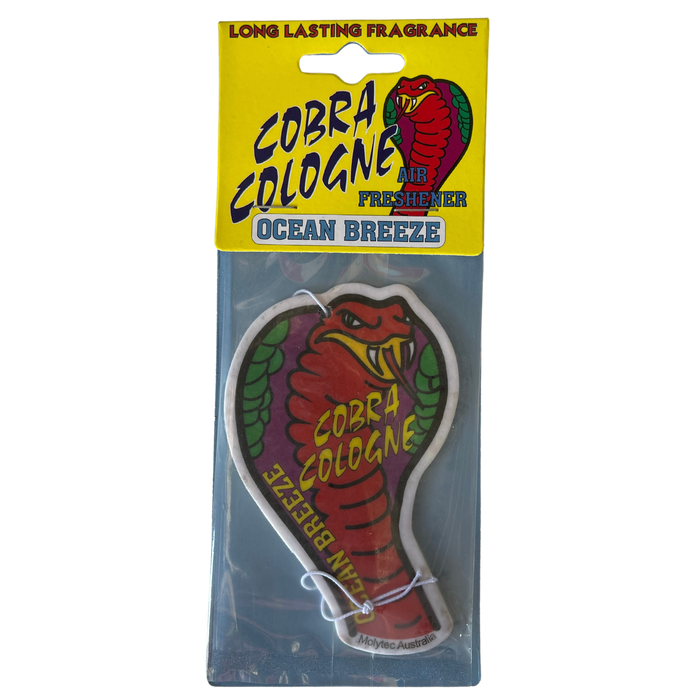 LONG LASTING FRAGRANCE
COBRA
COLOGNE
AIR
FRESHENER
OCEAN BREEZE
COBRA
COLOGNE
OCEAN BREEZE
Molytec Australia